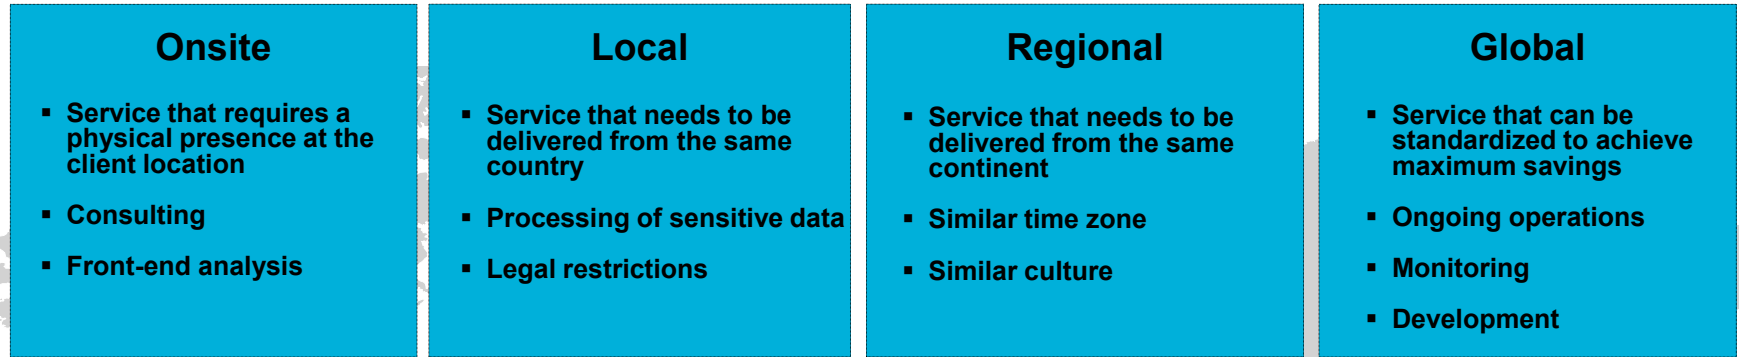 Onsite
▪ Service that requires a
physical presence at the
client location
▪ Consulting
▪ Front-end analysis
Local
▪ Service that needs to be
delivered from the same
country
▪ Processing of sensitive data
▪ Legal restrictions
Regional
▪ Service that needs to be
delivered from the same
continent
▪ Similar time zone
▪ Similar culture
Global
▪ Service that can be
standardized to achieve
maximum savings
▪ Ongoing operations
▪ Monitoring
▪ Development